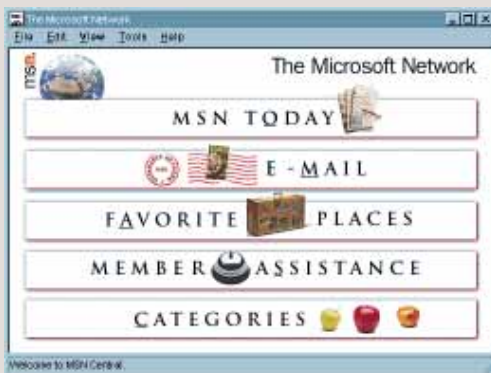 The Microsoft Network
File Edit View Tools Help
msn.
The Microsoft Network
MSN TODAY
E-MAIL
FAVORITE PLACES
MEMBER ASSISTANCE
CATEGORIES
Welcome to MSN Central.